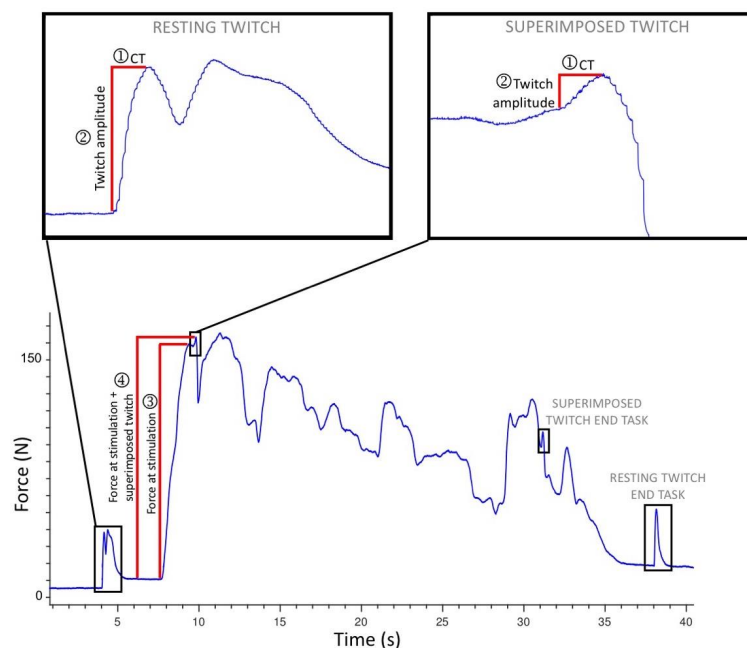 RESTING TWITCH
①CT
② Twitch amplitude
SUPERIMPOSED TWITCH
①CT
② Twitch
amplitude
Force (N)
150
0
④ Force at stimulation +
superimposed twitch
Force at stimulation ③
SUPERIMPOSED
TWITCH END TASK
RESTING TWITCH
END TASK
5
10
15
20
25
30
35
40
Time (s)